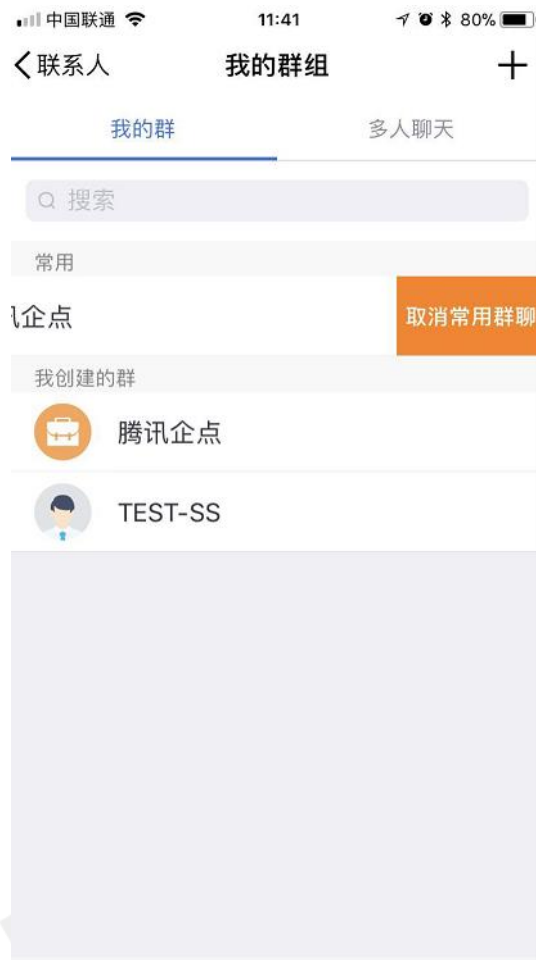 中国联通 11:41 80%
联系人 我的群组
我的群 多人聊天
搜索
常用
讯企点 取消常用群聊
我创建的群
腾讯企点
TEST-SS